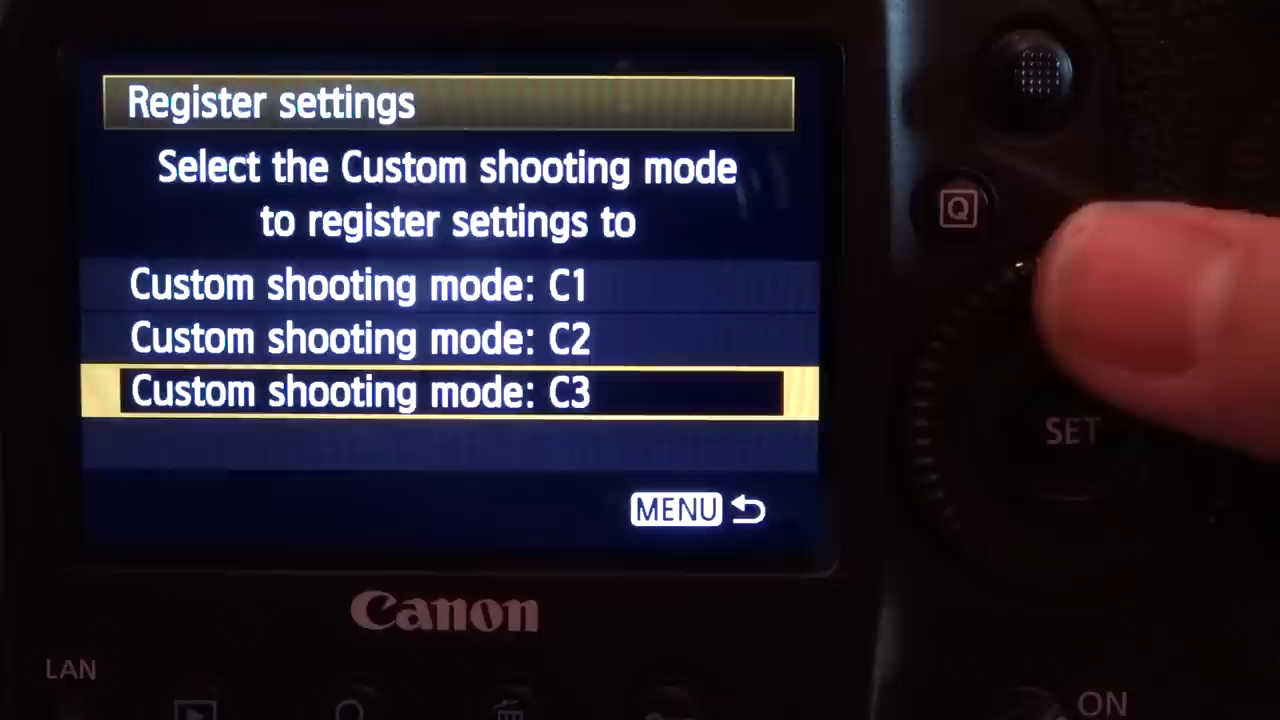 Register settings
Select the Custom shooting mode
to register settings to
Custom shooting mode: C1
Custom shooting mode: C2
Custom shooting mode: C3
MENU
Q
SET
Canon
LAN
ON